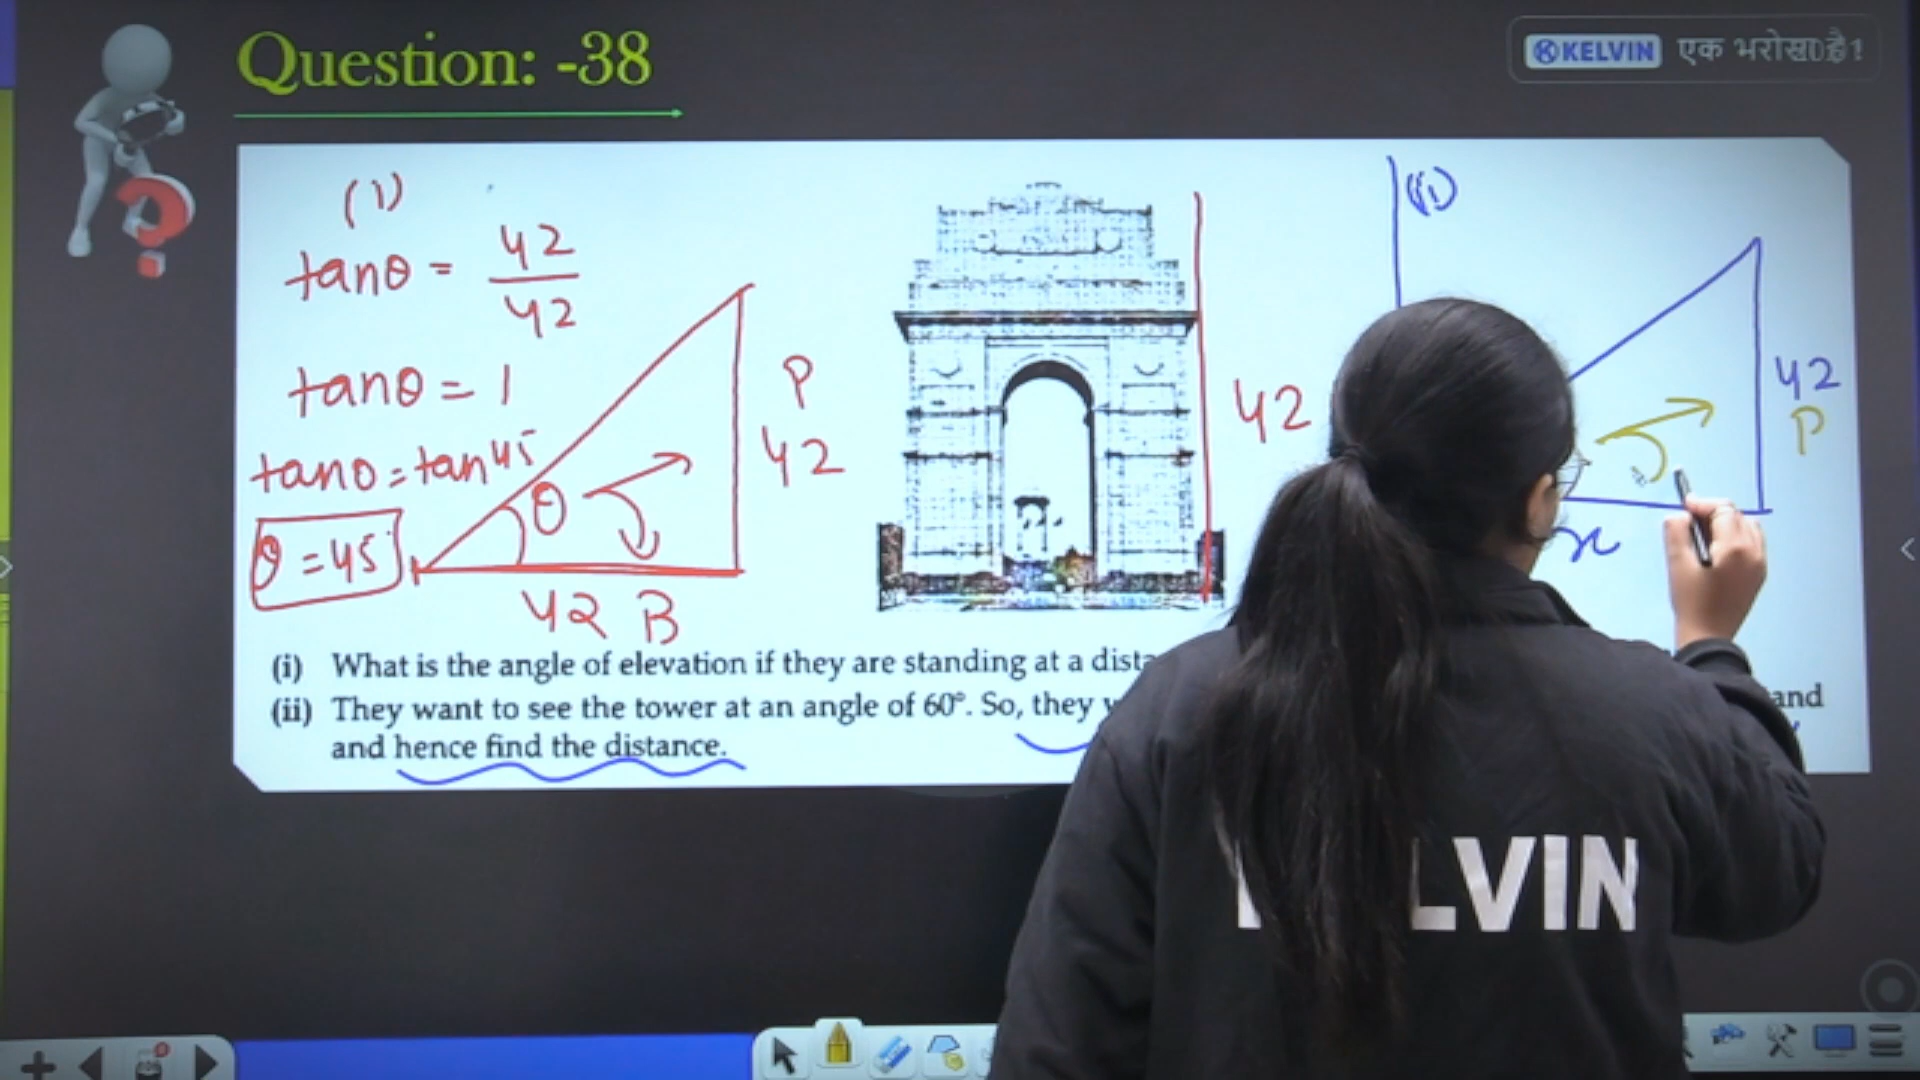 Question: -38
KELVIN एक भरोसा है!
(1)
tanθ = 42/42
tanθ = 1
tanθ = tan45
θ = 45
θ
P
42
42 B
42
(ii)
42
P
x
(i) What is the angle of elevation if they are standing at a
(ii) They want to see the tower at an angle of 60°. So, they
and
and hence find the distance.
LVIN